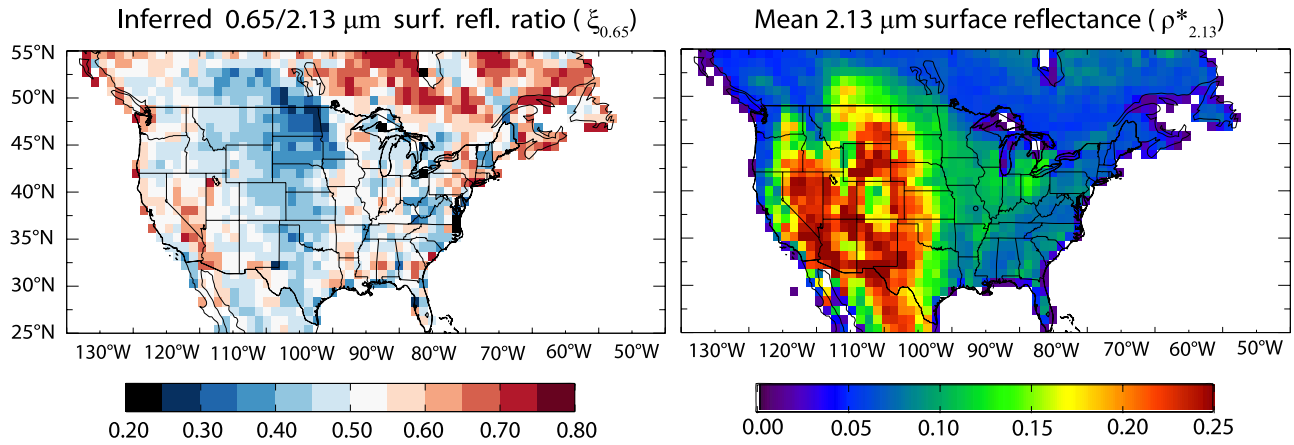 Inferred 0.65/2.13 μm surf. refl. ratio ( ξ0.65)
Mean 2.13 μm surface reflectance ( ρ*2.13)
55°N
50°N
45°N
40°N
35°N
30°N
25°N
130°W 120°W 110°W 100°W 90°W 80°W 70°W 60°W 50°W
130°W 120°W 110°W 100°W 90°W 80°W 70°W 60°W 50°W
0.20 0.30 0.40 0.50 0.60 0.70 0.80
0.00 0.05 0.10 0.15 0.20 0.25